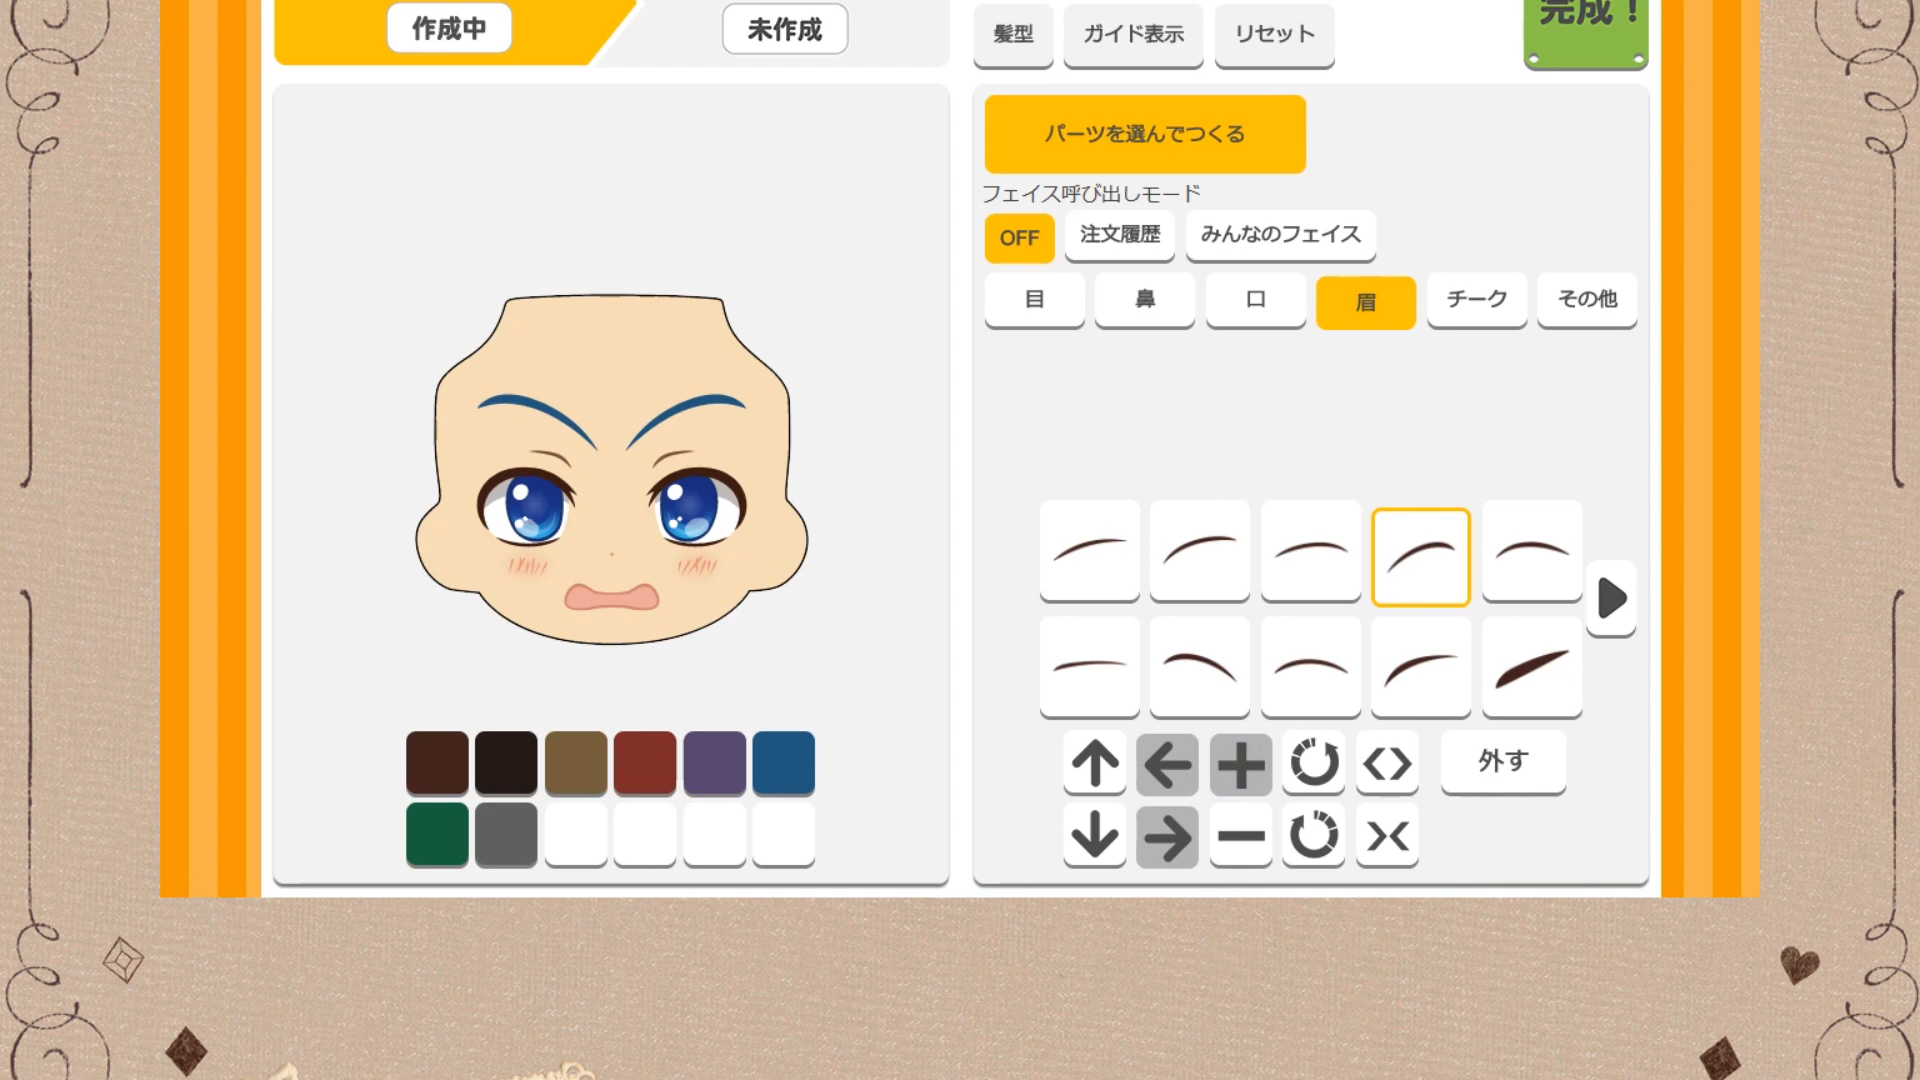 作成中
未作成
髪型
ガイド表示
リセット
完成！
パーツを選んでつくる
フェイス呼び出しモード
OFF
注文履歴
みんなのフェイス
目
鼻
口
眉
チーク
その他
外す